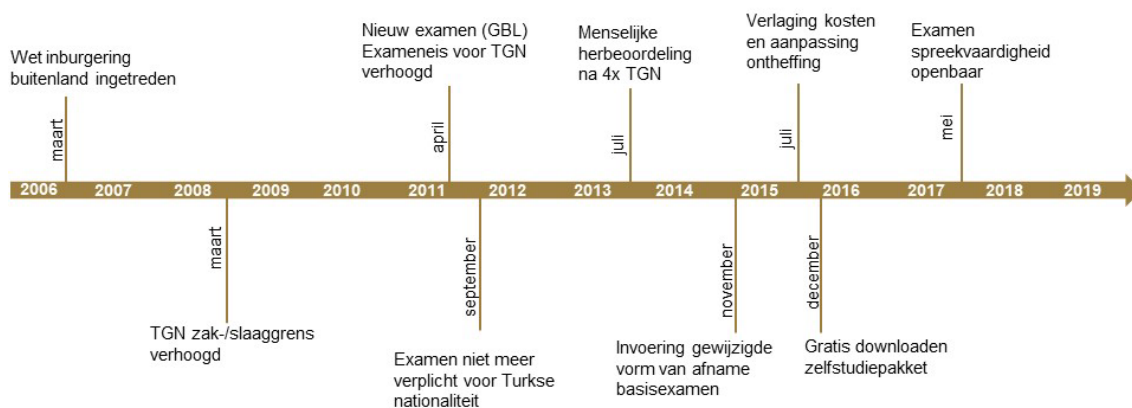 Wet inburgering
buitenland ingetreden
maart
Nieuw examen (GBL)
Exameneis voor TGN
verhoogd
april
Menselijke
herbeoordeling
na 4x TGN
juli
Verlaging kosten
en aanpassing
ontheffing
juli
Examen
spreekvaardigheid
openbaar
mei
2006 2007 2008 2009 2010 2011 2012 2013 2014 2015 2016 2017 2018 2019
maart
TGN zak-/slaaggrens
verhoogd
september
Examen niet meer
verplicht voor Turkse
nationaliteit
november
Invoering gewijzigde
vorm van afname
basisexamen
december
Gratis downloaden
zelfstudiepakket